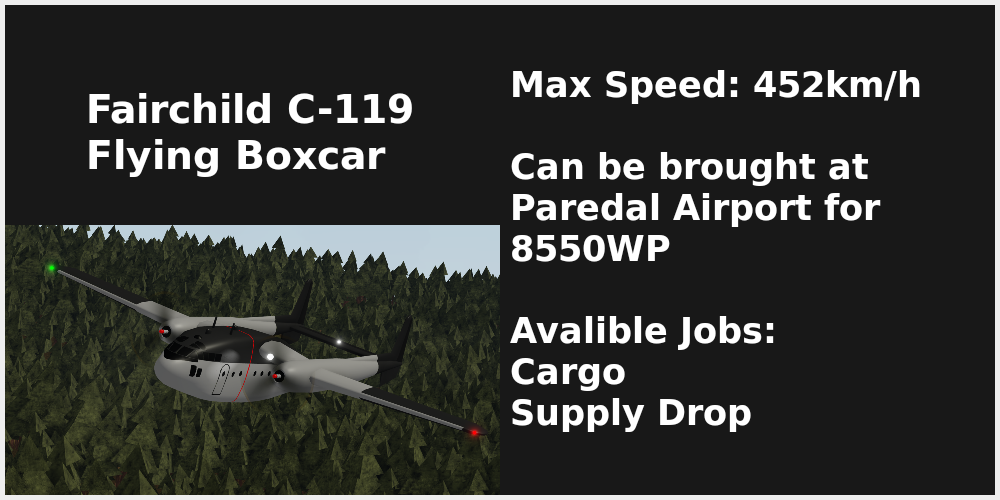 Fairchild C-119
Flying Boxcar
Max Speed: 452km/h
Can be brought at
Paredal Airport for
8550WP
Avalible Jobs:
Cargo
Supply Drop